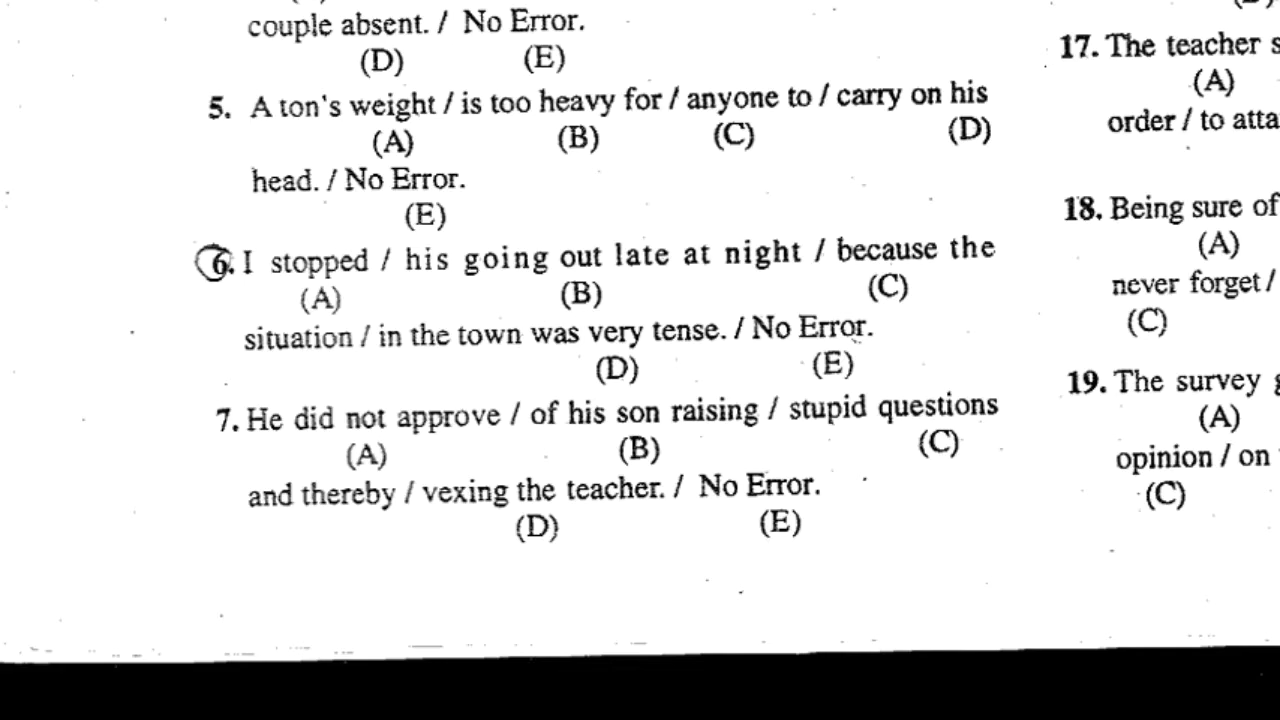 couple absent. / No Error.
(D) (E)
5. A ton's weight / is too heavy for / anyone to / carry on his
(A) (B) (C) (D)
head. / No Error.
(E)
6. I stopped / his going out late at night / because the
(A) (B) (C)
situation / in the town was very tense. / No Error.
(D) (E)
7. He did not approve / of his son raising / stupid questions
(A) (B) (C)
and thereby / vexing the teacher. / No Error.
(D) (E)
17. The teacher s
(A)
order / to atta
18. Being sure of
(A)
never forget /
(C)
19. The survey
(A)
opinion / on
(C)